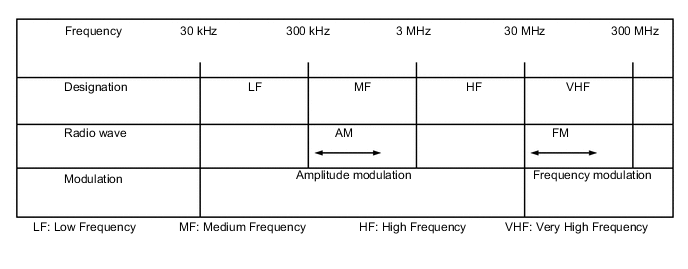 Frequency 30 kHz 300 kHz 3 MHz 30 MHz 300 MHz
Designation LF MF HF VHF
Radio wave AM FM
Modulation Amplitude modulation Frequency modulation
LF: Low Frequency MF: Medium Frequency HF: High Frequency VHF: Very High Frequency